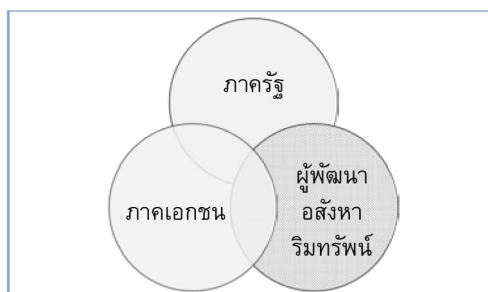 ภาครัฐ
ภาคเอกชน
ผู้พัฒนา
อสังหา
ริมทรัพน์